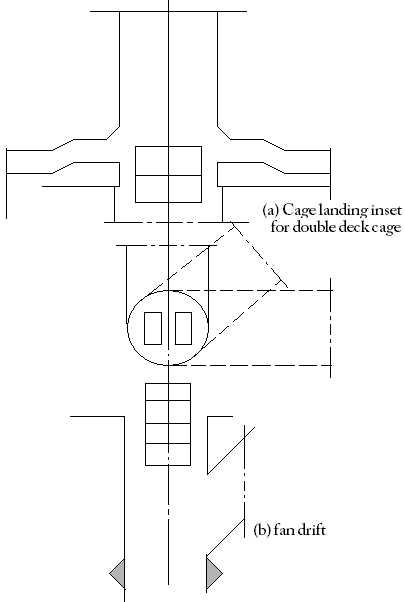 (a) Cage landing inset
for double deck cage
(b) fan drift